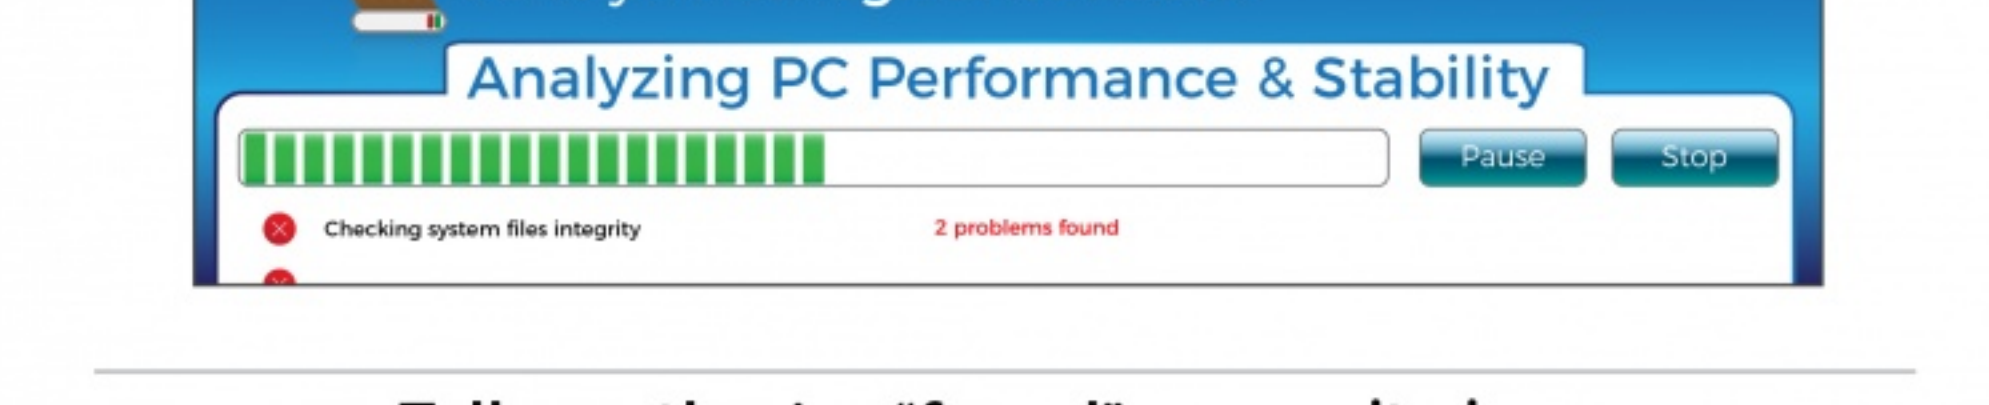 Analyzing PC Performance & Stability
Pause Stop
Checking system files integrity 2 problems found